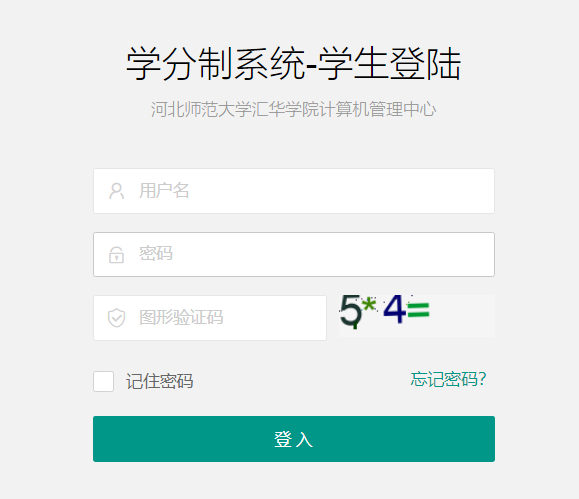 学分制系统-学生登陆
河北师范大学汇华学院计算机管理中心
用户名
密码
图形验证码
5*4=
记住密码 忘记密码?
登 入